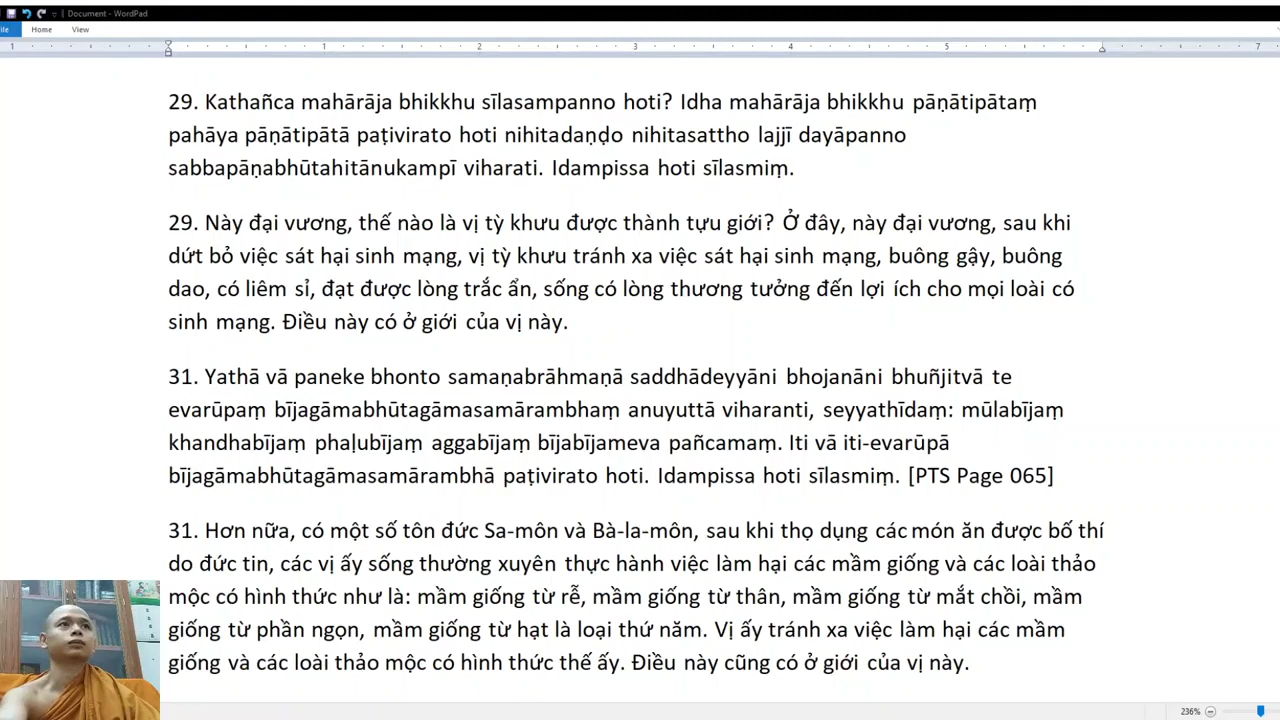 Document - WordPad
File Home View
1 1 2 3 4 5 7
29. Kathañca mahārāja bhikkhu sīlasampanno hoti? Idha mahārāja bhikkhu pāṇātipātaṃ
pahāya pāṇātipātā paṭivirato hoti nihitadaṇḍo nihitasattho lajjī dayāpanno
sabbapāṇabhūtahitānukampī viharati. Idampissa hoti sīlasmiṃ.
29. Này đại vương, thế nào là vị tỳ khưu được thành tựu giới? Ở đây, này đại vương, sau khi
dứt bỏ việc sát hại sinh mạng, vị tỳ khưu tránh xa việc sát hại sinh mạng, buông gậy, buông
dao, có liêm sỉ, đạt được lòng trắc ẩn, sống có lòng thương tưởng đến lợi ích cho mọi loài có
sinh mạng. Điều này có ở giới của vị này.
31. Yathā vā paneke bhonto samaṇabrāhmaṇā saddhādeyyāni bhojanāni bhuñjitvā te
evarūpaṃ bījagāmabhūtagāmasamārambhaṃ anuyuttā viharanti, seyyathīdaṃ: mūlabījaṃ
khandhabījaṃ phaḷubījaṃ aggabījaṃ bījabījameva pañcamaṃ. Iti vā iti-evarūpā
bījagāmabhūtagāmasamārambhā paṭivirato hoti. Idampissa hoti sīlasmiṃ. [PTS Page 065]
31. Hơn nữa, có một số tôn đức Sa-môn và Bà-la-môn, sau khi thọ dụng các món ăn được bố thí
do đức tin, các vị ấy sống thường xuyên thực hành việc làm hại các mầm giống và các loài thảo
mộc có hình thức như là: mầm giống từ rễ, mầm giống từ thân, mầm giống từ mắt chồi, mầm
giống từ phần ngọn, mầm giống từ hạt là loại thứ năm. Vị ấy tránh xa việc làm hại các mầm
giống và các loài thảo mộc có hình thức thế ấy. Điều này cũng có ở giới của vị này.
236%